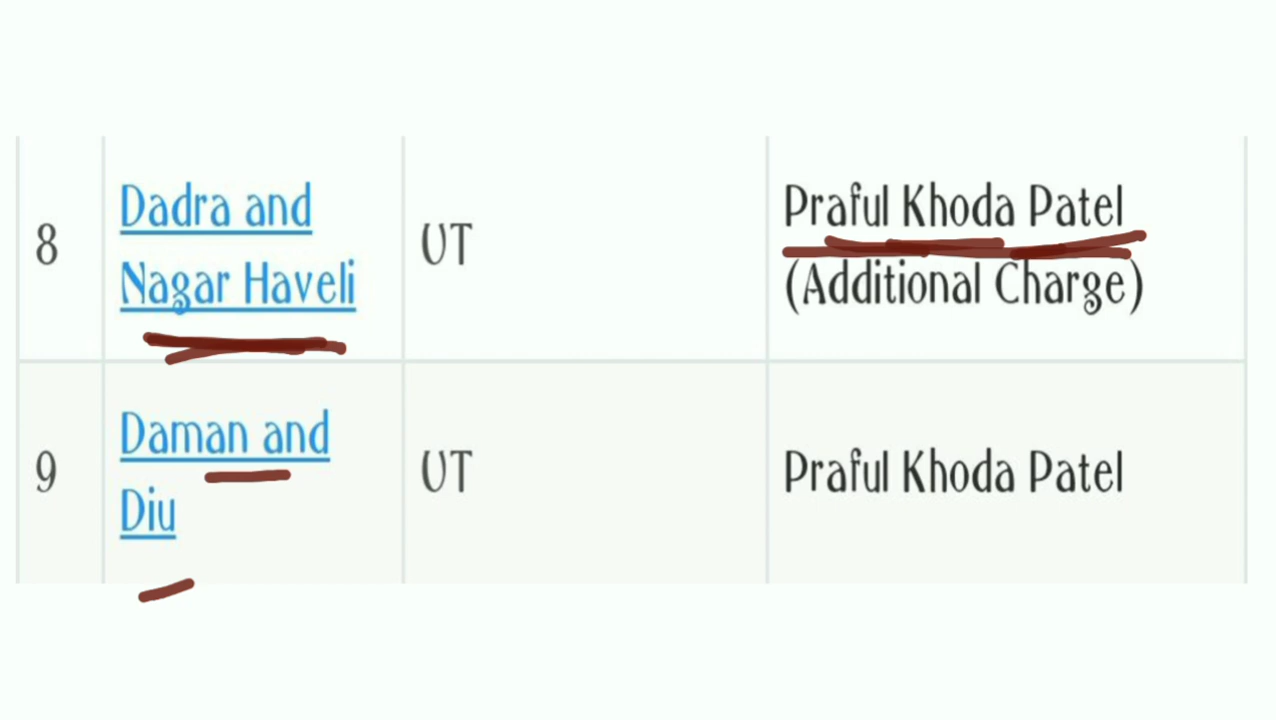 8
Dadra and
Nagar Haveli
UT
Praful Khoda Patel
(Additional Charge)
9
Daman and
Diu
UT
Praful Khoda Patel